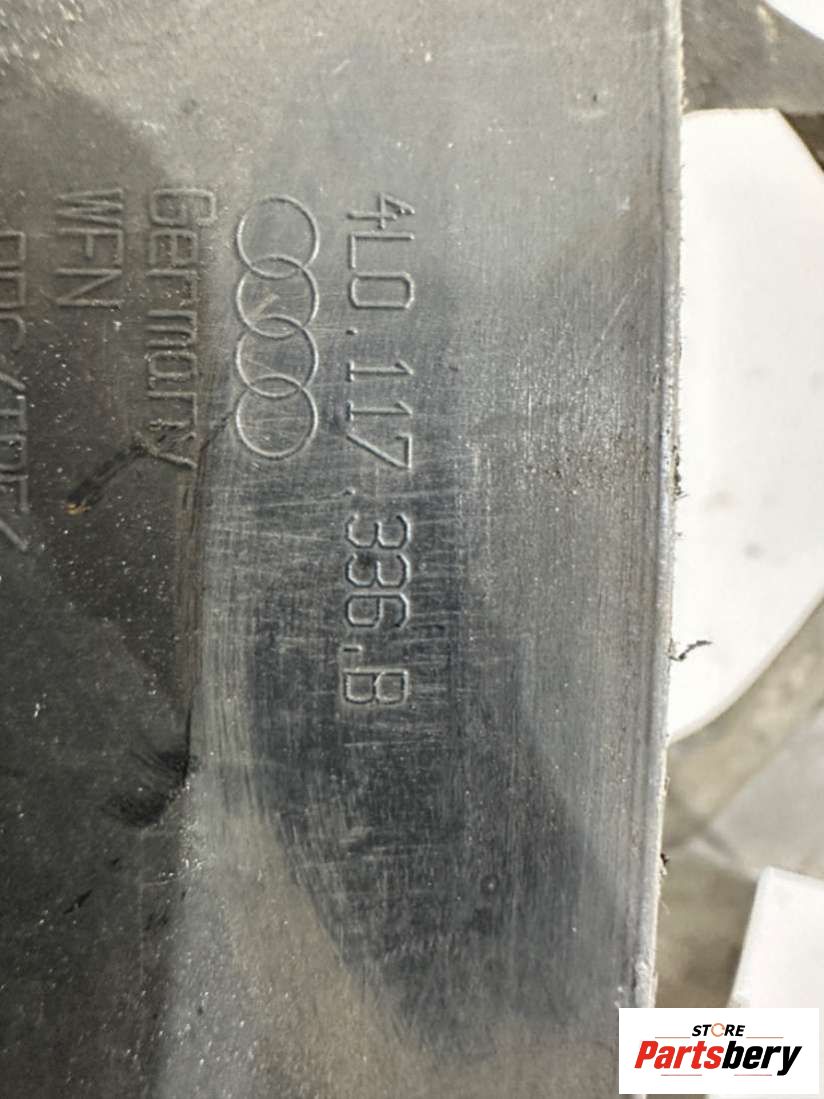 4L0.117.336.B
Germany
WFN
STORE
Partsbery